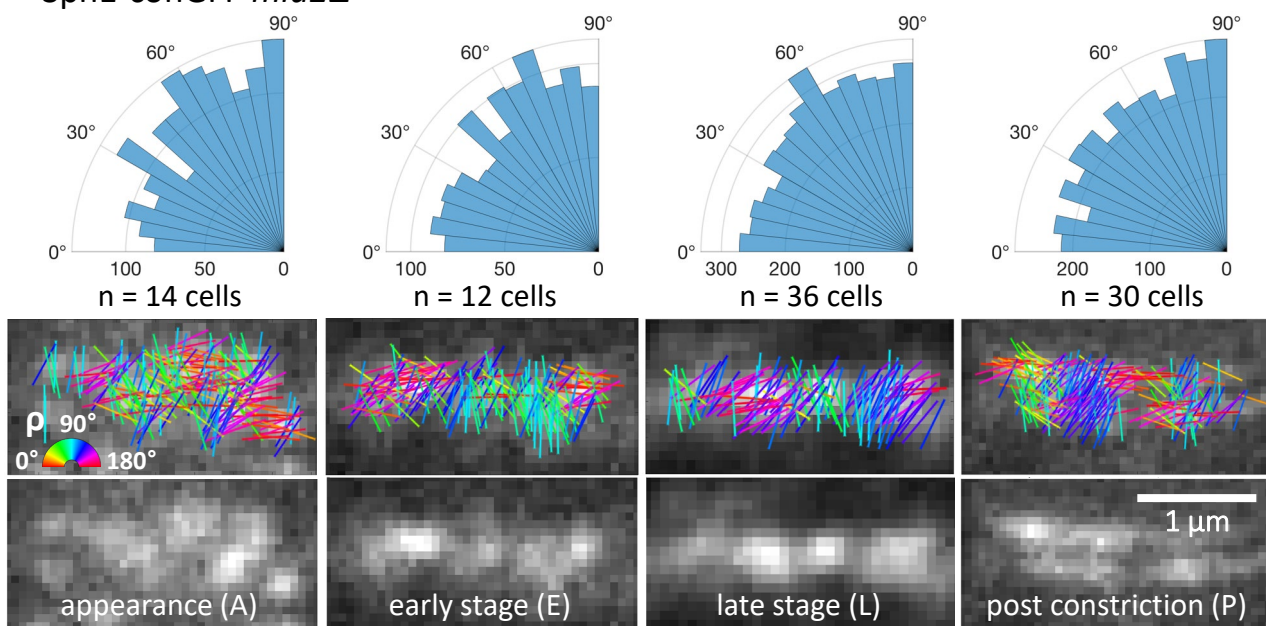 90° 90° 90° 90°
60° 60° 60° 60°
30° 30° 30° 30°
0° 0° 0° 0°
100 50 0 100 50 0 300 200 100 0 200 100 0
n = 14 cells n = 12 cells n = 36 cells n = 30 cells
ρ 90°
0° 180°
1 μm
appearance (A) early stage (E) late stage (L) post constriction (P)